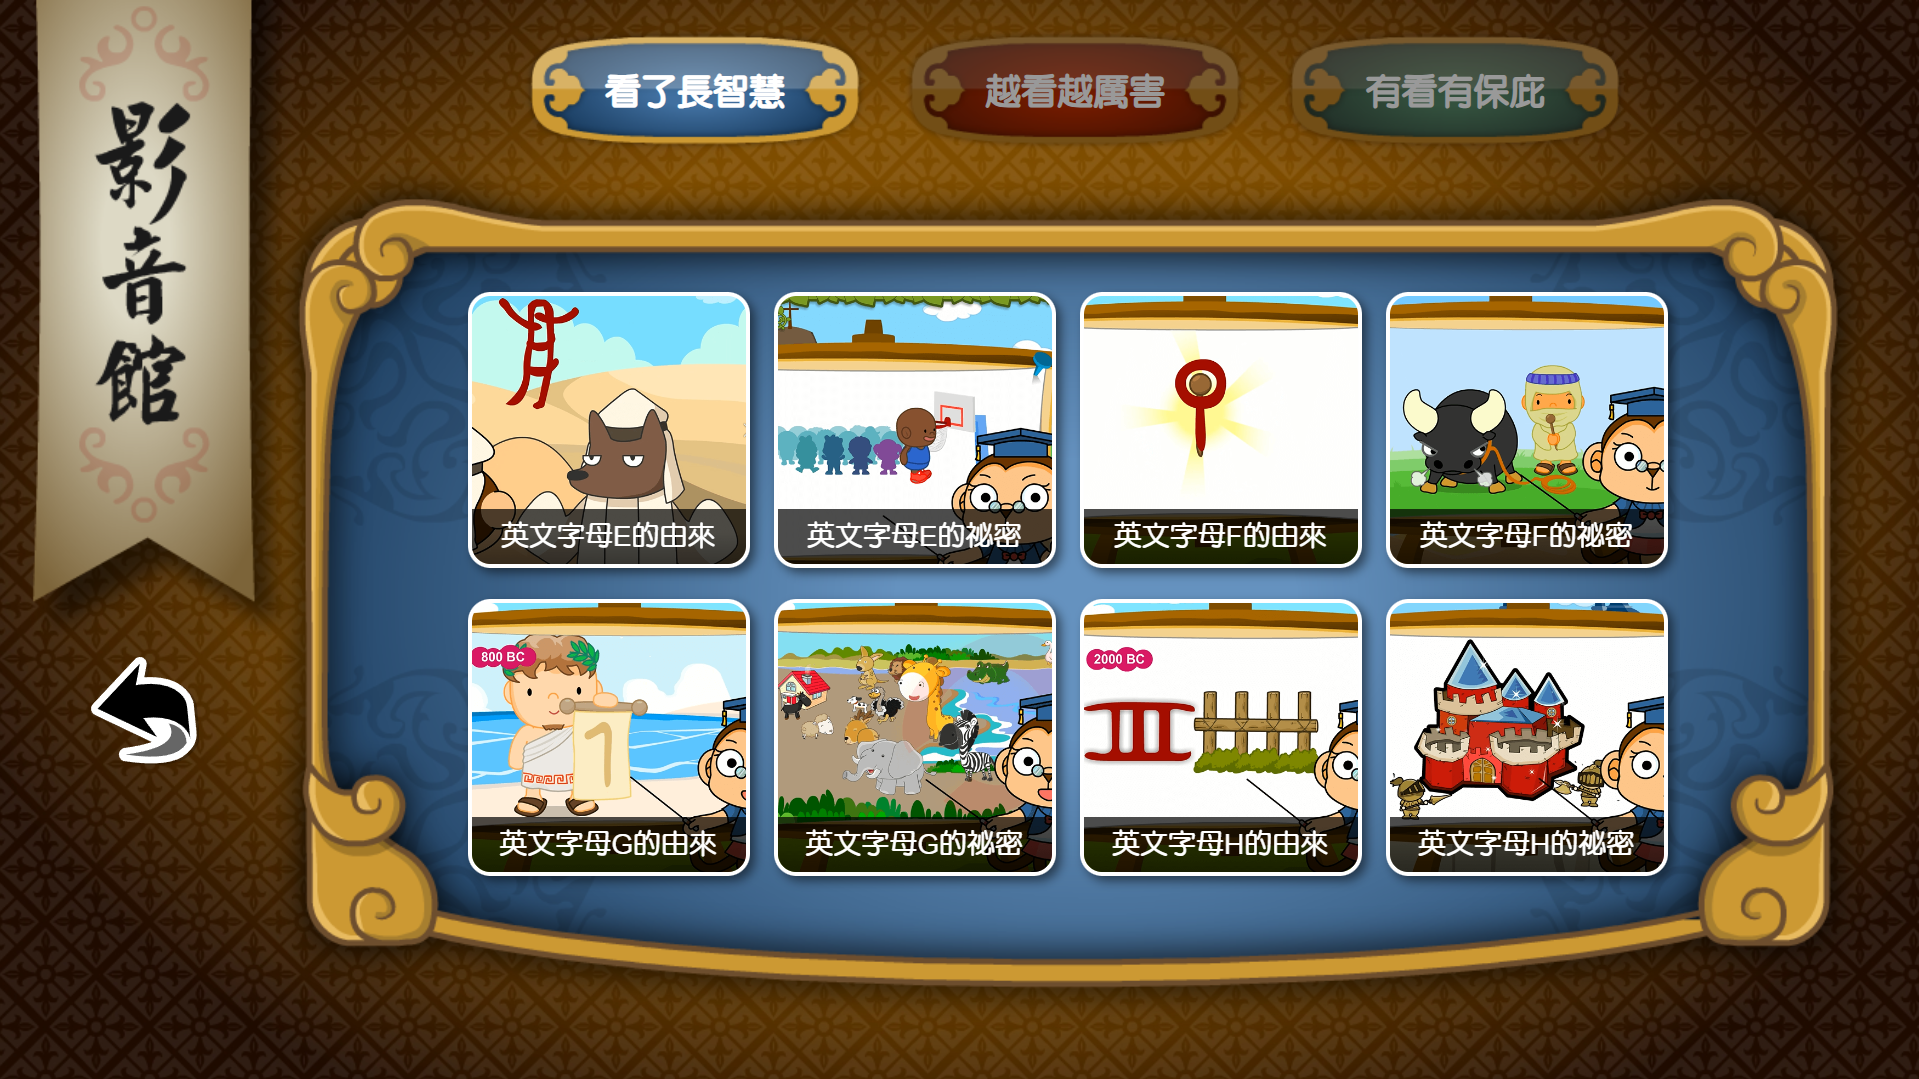 影音館
看了長智慧
越看越厲害
有看有保庇
英文字母E的由來
英文字母E的祕密
英文字母F的由來
英文字母F的祕密
800 BC
1
英文字母G的由來
英文字母G的祕密
2000 BC
英文字母H的由來
英文字母H的祕密